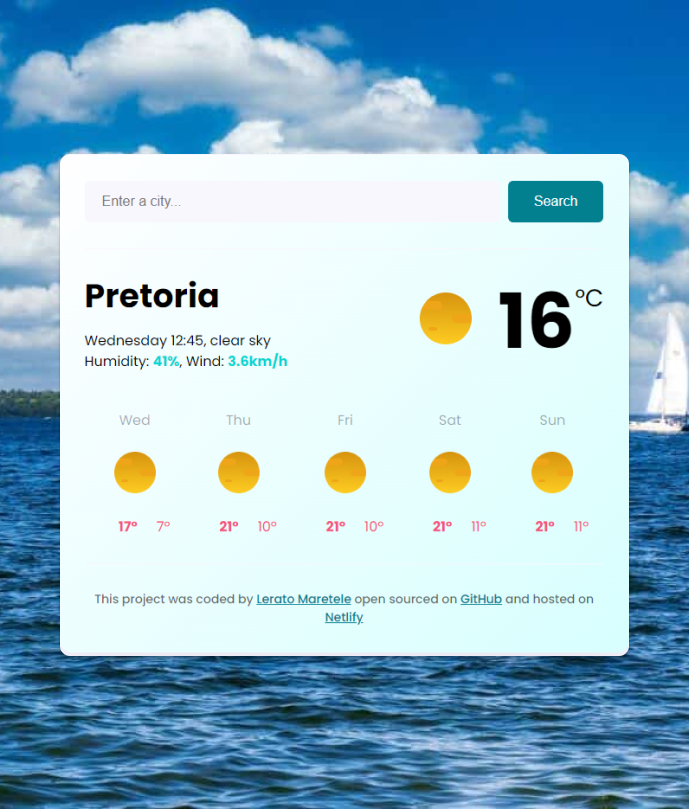 Enter a city...
Search
Pretoria
16 °C
Wednesday 12:45, clear sky
Humidity: 41%, Wind: 3.6km/h
Wed Thu Fri Sat Sun
17° 7° 21° 10° 21° 10° 21° 11° 21° 11°
This project was coded by Lerato Maretele open sourced on GitHub and hosted on
Netlify